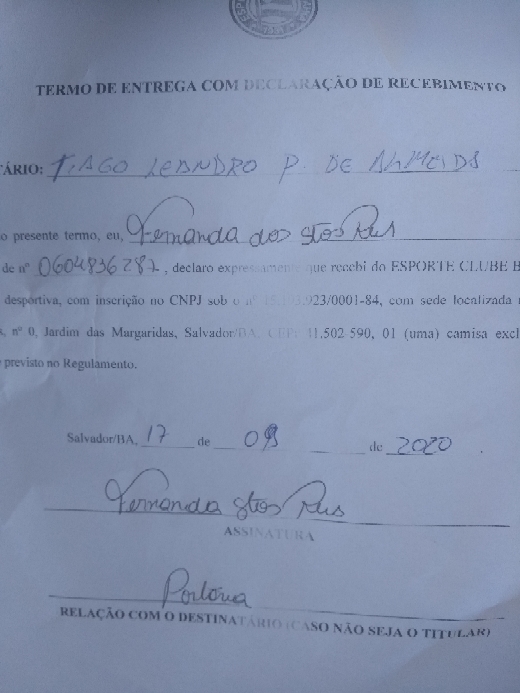 TERMO DE ENTREGA COM DECLARAÇÃO DE RECEBIMENTO
TÁRIO: TIAGO LEANDRO P. DE ALMEIDA
o presente termo, eu, Fernanda dos Stos Reis
de nº 0604836287, declaro expressamente que recebi do ESPORTE CLUBE B
desportiva, com inscrição no CNPJ sob o nº 923/0001-84, com sede localizada
nº 0, Jardim das Margaridas, Salvador/BA, CEP: 41.502-590, 01 (uma) camisa excl
previsto no Regulamento.
Salvador/BA, 17 de 09 de 2020.
Fernanda Stos Reis
ASSINATURA
Portaria
RELAÇÃO COM O DESTINATÁRIO (CASO NÃO SEJA O TITULAR)